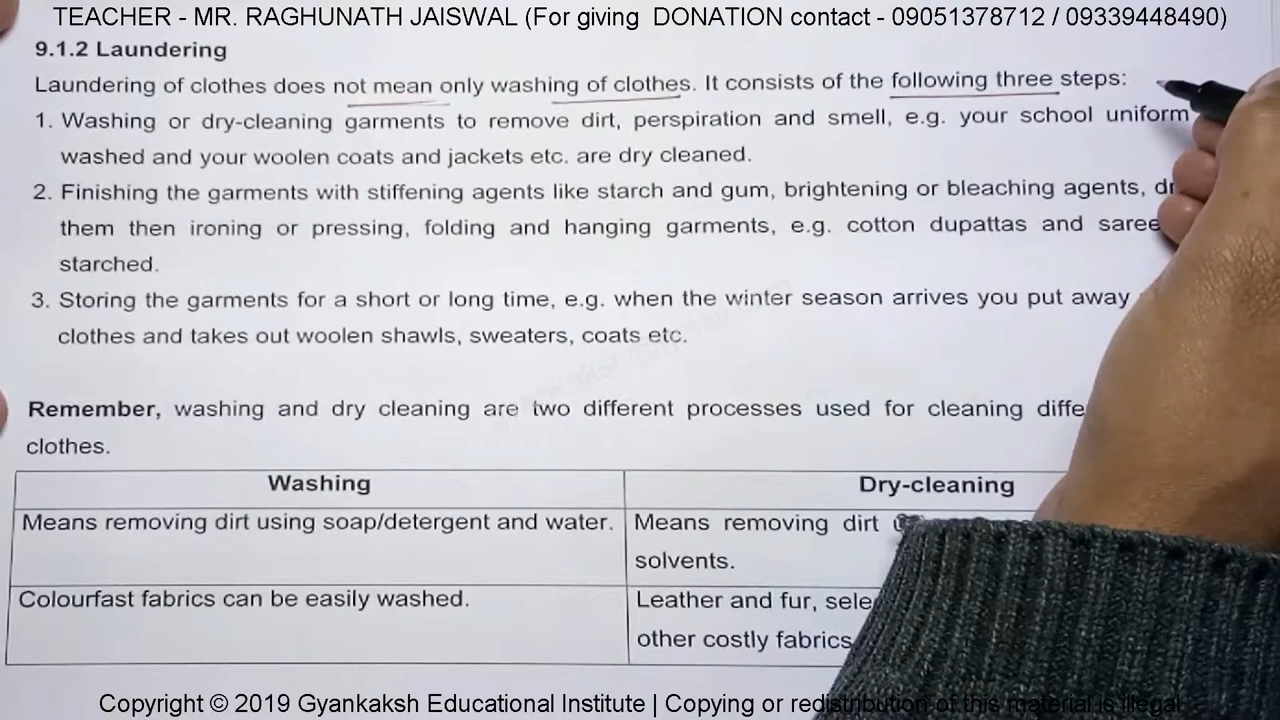 TEACHER - MR. RAGHUNATH JAISWAL (For giving DONATION contact - 09051378712 / 09339448490)
9.1.2 Laundering
Laundering of clothes does not mean only washing of clothes. It consists of the following three steps:
1. Washing or dry-cleaning garments to remove dirt, perspiration and smell, e.g. your school uniform
washed and your woolen coats and jackets etc. are dry cleaned.
2. Finishing the garments with stiffening agents like starch and gum, brightening or bleaching agents,
them then ironing or pressing, folding and hanging garments, e.g. cotton dupattas and
starched.
3. Storing the garments for a short or long time, e.g. when the winter season arrives you put away
clothes and takes out woolen shawls, sweaters, coats etc.
Remember, washing and dry cleaning are two different processes used for cleaning
clothes.
Washing
Dry-cleaning
Means removing dirt using soap/detergent and water.
Means removing dirt
solvents.
Colourfast fabrics can be easily washed.
Leather and fur,
other costly fabrics
Copyright © 2019 Gyankaksh Educational Institute | Copying or redistribution of this material is illegal